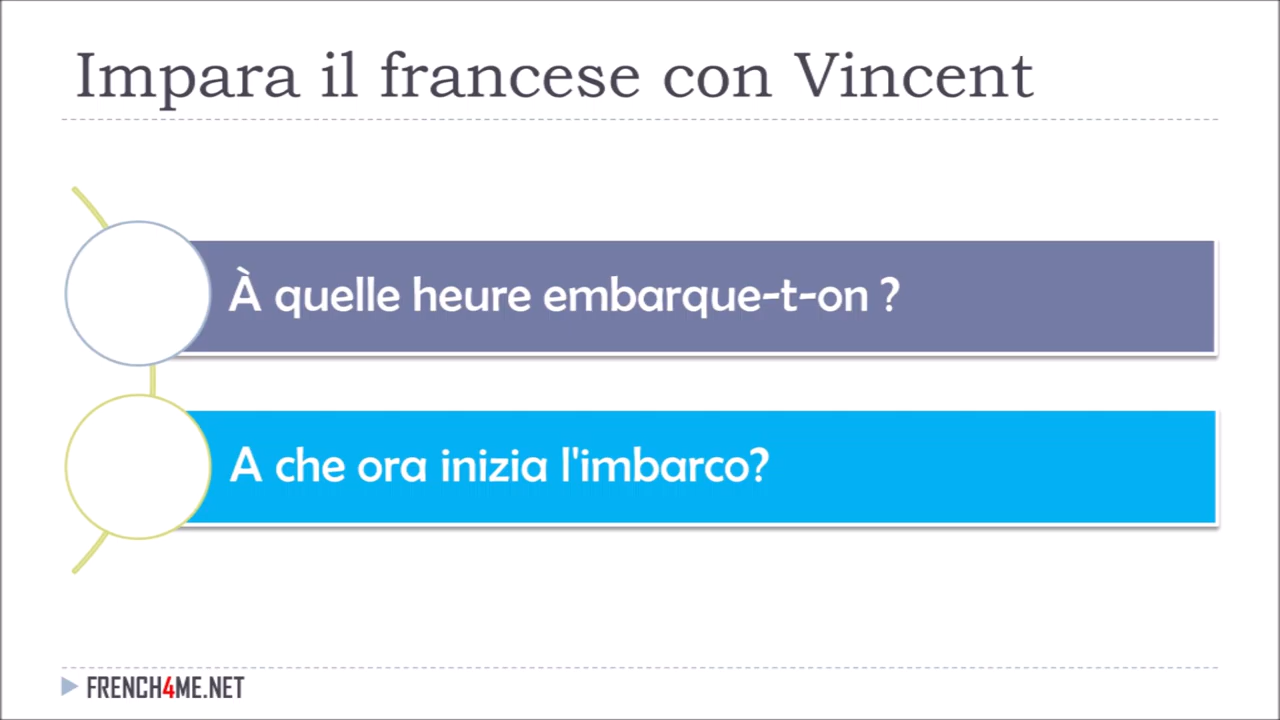 Impara il francese con Vincent
À quelle heure embarque-t-on ?
A che ora inizia l'imbarco?
FRENCH4ME.NET